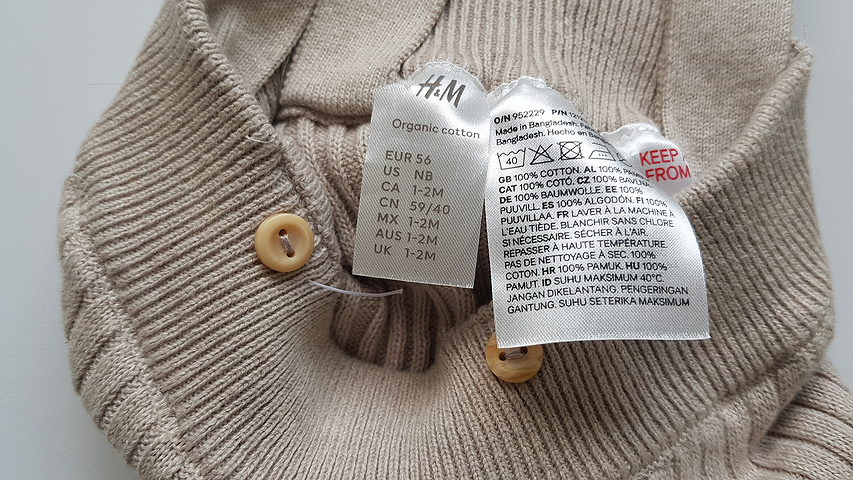 H&M
Organic cotton
EUR 56
US NB
CA 1-2M
CN 59/40
MX 1-2M
AUS 1-2M
UK 1-2M
O/N 952229 P/N
Made in Bangladesh.
Bangladesh. Hecho en
40
GB 100% COTTON. AL 100%
CAT 100% COTÓ. CZ 100% BAVLNA
DE 100% BAUMWOLLE. EE 100%
PUUVILL. ES 100% ALGODÓN. FI 100%
PUUVILLAA. FR LAVER À LA MACHINE À
L'EAU TIÈDE. BLANCHIR SANS CHLORE
SI NÉCESSAIRE. SÉCHER À L'AIR.
REPASSER À HAUTE TEMPÉRATURE.
PAS DE NETTOYAGE À SEC. 100%
COTON. HR 100% PAMUK. HU 100%
PAMUT. ID SUHU MAKSIMUM 40°C.
JANGAN DIKELANTANG. PENGERINGAN
GANTUNG. SUHU SETERIKA MAKSIMUM
KEEP
FROM